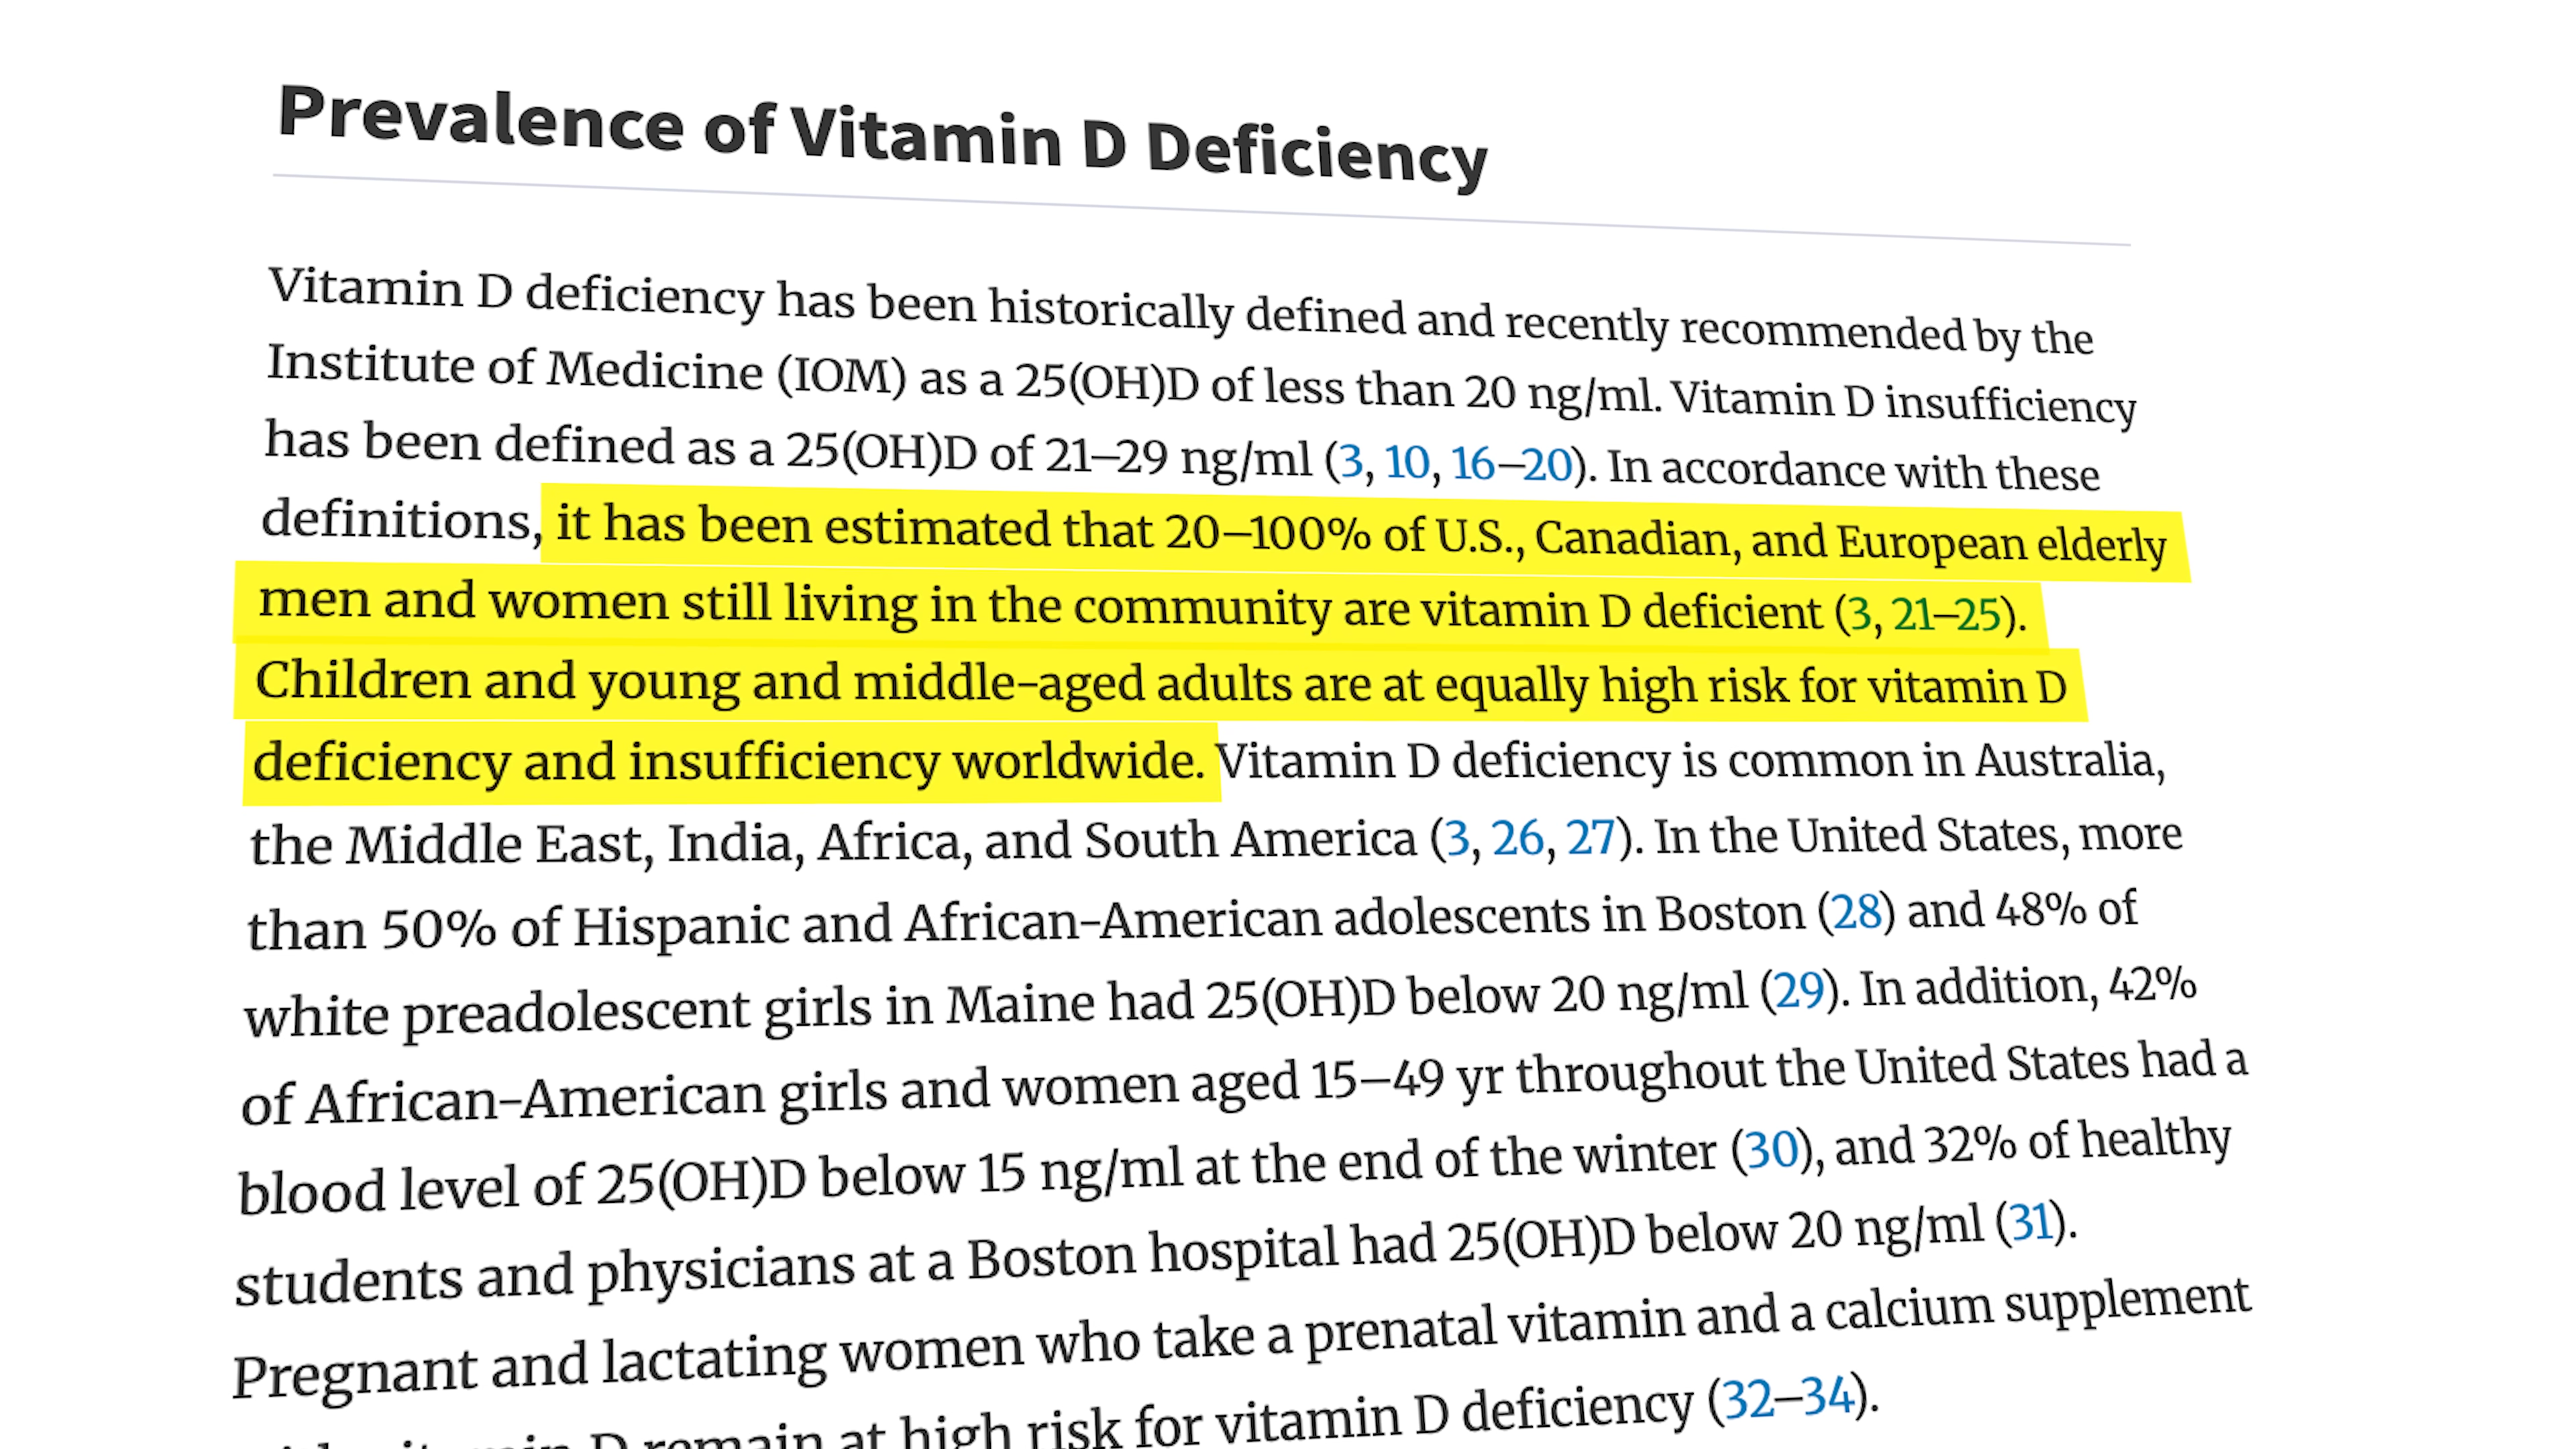 Prevalence of Vitamin D Deficiency
Vitamin D deficiency has been historically defined and recently recommended by the
Institute of Medicine (IOM) as a 25(OH)D of less than 20 ng/ml. Vitamin D insufficiency
has been defined as a 25(OH)D of 21–29 ng/ml (3, 10, 16–20). In accordance with these
definitions, it has been estimated that 20–100% of U.S., Canadian, and European elderly
men and women still living in the community are vitamin D deficient (3, 21–25).
Children and young and middle-aged adults are at equally high risk for vitamin D
deficiency and insufficiency worldwide. Vitamin D deficiency is common in Australia,
the Middle East, India, Africa, and South America (3, 26, 27). In the United States, more
than 50% of Hispanic and African-American adolescents in Boston (28) and 48% of
white preadolescent girls in Maine had 25(OH)D below 20 ng/ml (29). In addition, 42%
of African-American girls and women aged 15–49 yr throughout the United States had a
blood level of 25(OH)D below 15 ng/ml at the end of the winter (30), and 32% of healthy
students and physicians at a Boston hospital had 25(OH)D below 20 ng/ml (31).
Pregnant and lactating women who take a prenatal vitamin and a calcium supplement
D remain at high risk for vitamin D deficiency (32–34).